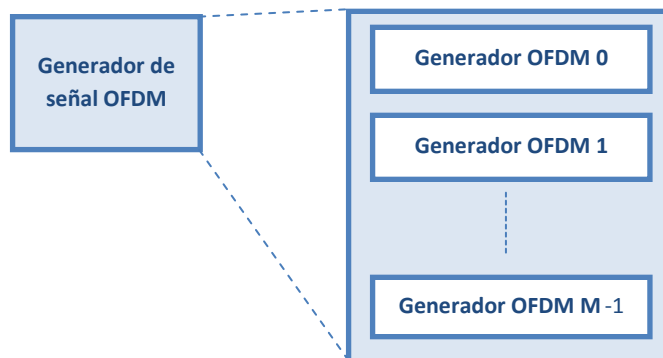 Generador de
señal OFDM
Generador OFDM 0
Generador OFDM 1
Generador OFDM M -1